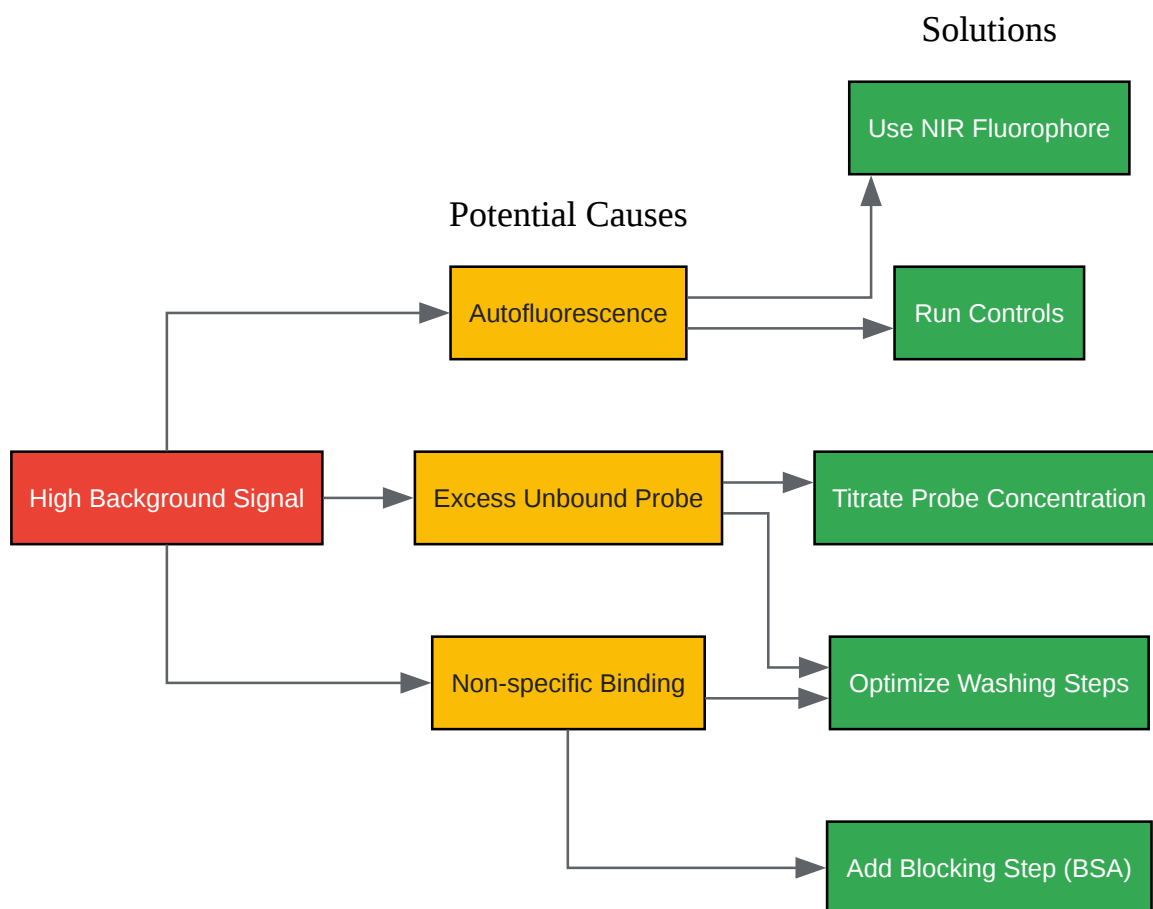 Solutions
Use NIR Fluorophore
Potential Causes
Autofluorescence
Run Controls
High Background Signal
Excess Unbound Probe
Titrate Probe Concentration
Non-specific Binding
Optimize Washing Steps
Add Blocking Step (BSA)